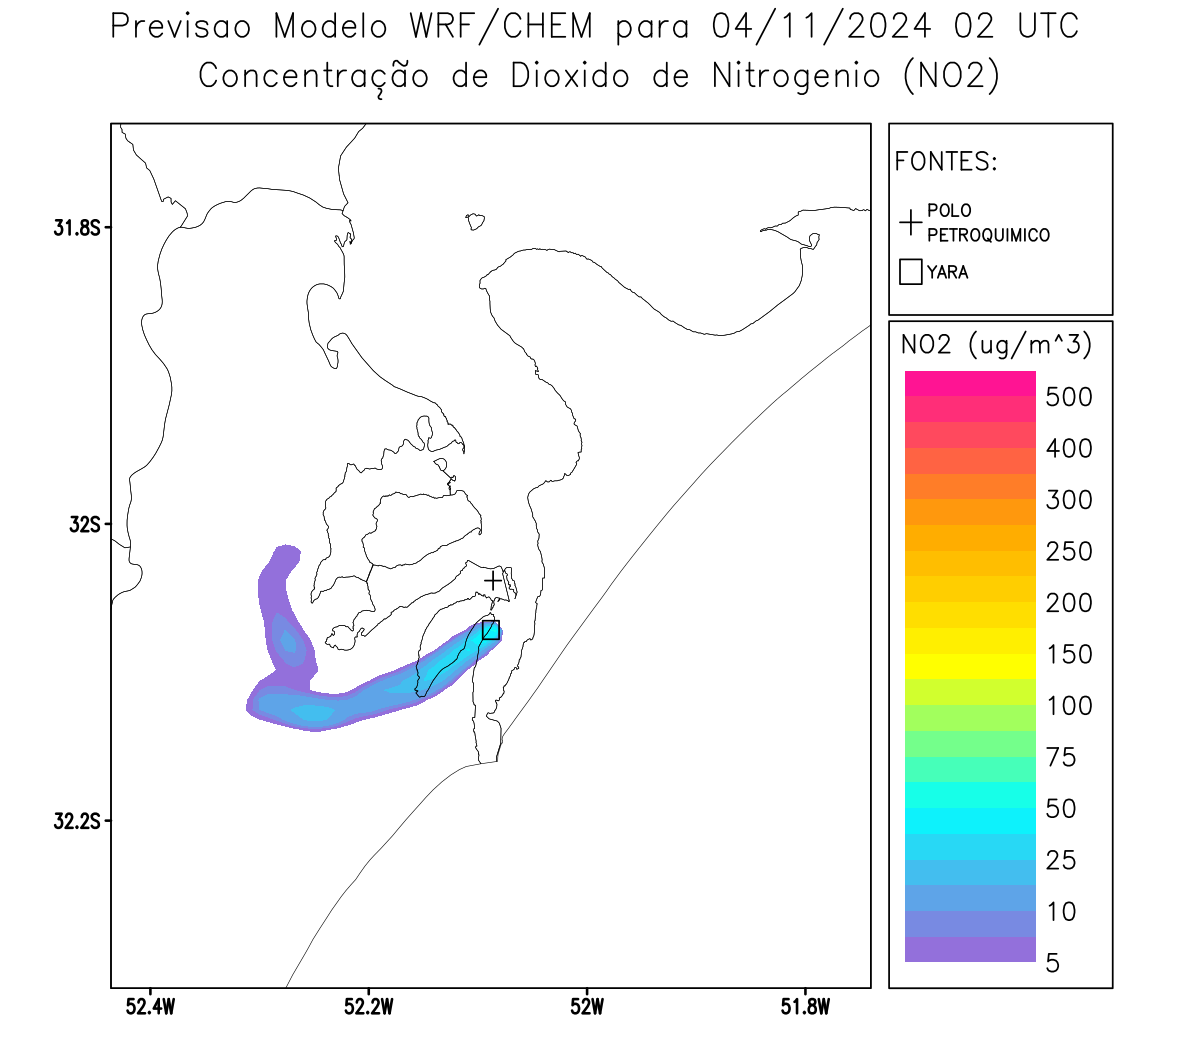 Previsao Modelo WRF/CHEM para 04/11/2024 02 UTC
Concentração de Dioxido de Nitrogenio (NO2)
FONTES:
POLO
PETROQUIMICO
YARA
NO2 (ug/m^3)
500
400
300
250
200
150
100
75
50
25
10
5
31.8S
32S
32.2S
52.4W
52.2W
52W
51.8W